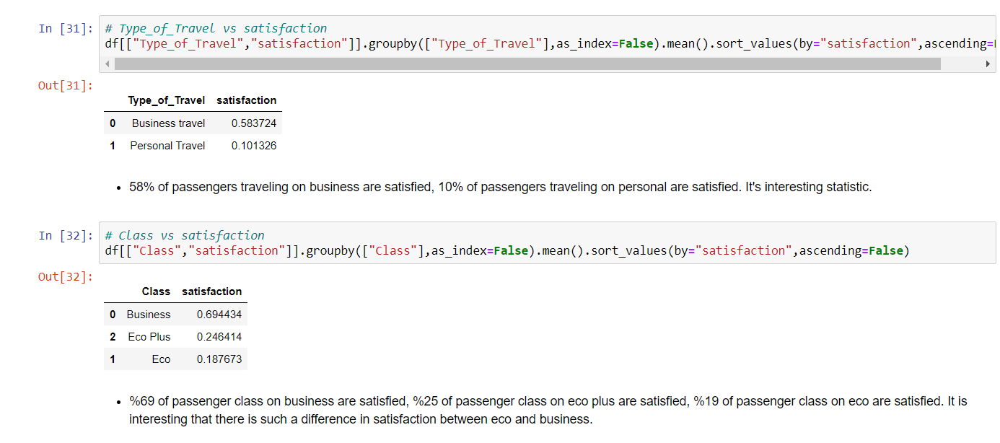 In [31]: # Type_of_Travel vs satisfaction
df[["Type_of_Travel","satisfaction"]].groupby(["Type_of_Travel"],as_index=False).mean().sort_values(by="satisfaction",ascending=
Out[31]:
Type_of_Travel satisfaction
0 Business travel 0.583724
1 Personal Travel 0.101326
• 58% of passengers traveling on business are satisfied, 10% of passengers traveling on personal are satisfied. It's interesting statistic.
In [32]: # Class vs satisfaction
df[["Class","satisfaction"]].groupby(["Class"],as_index=False).mean().sort_values(by="satisfaction",ascending=False)
Out[32]:
Class satisfaction
0 Business 0.694434
2 Eco Plus 0.246414
1 Eco 0.187673
• %69 of passenger class on business are satisfied, %25 of passenger class on eco plus are satisfied, %19 of passenger class on eco are satisfied. It is
interesting that there is such a difference in satisfaction between eco and business.